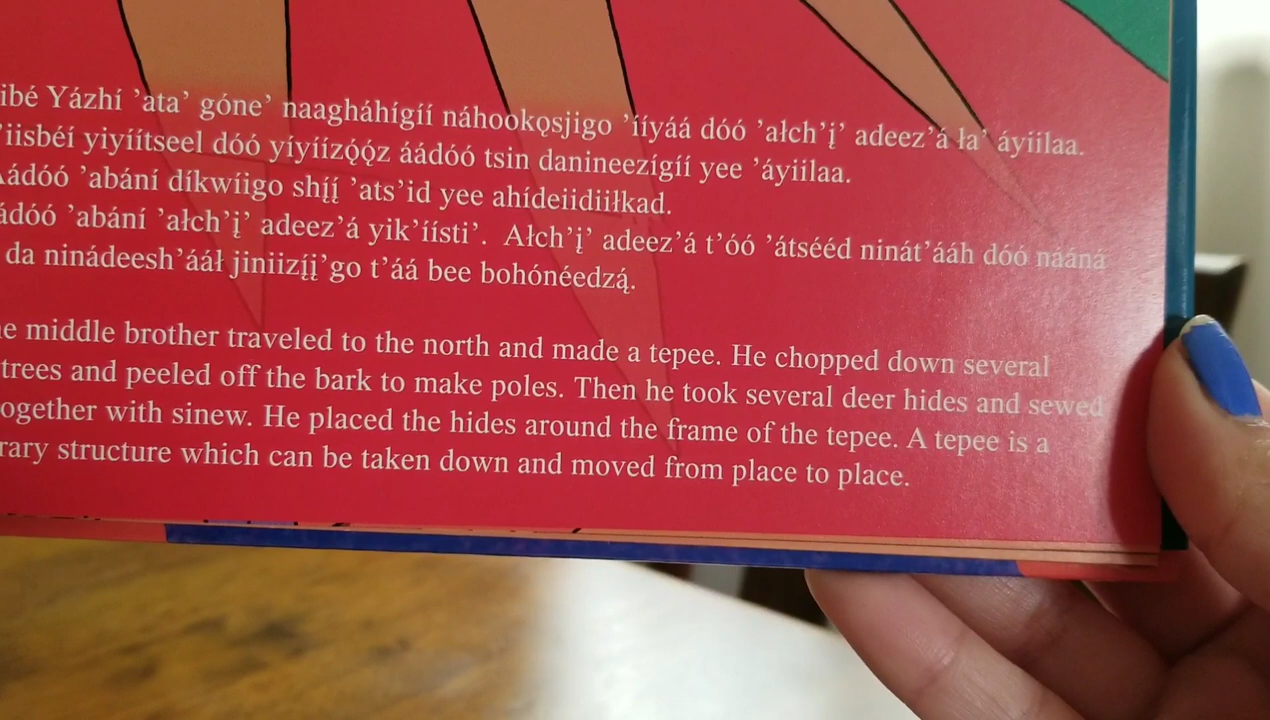 ibé Yázhí ’ata’ góne’ naagháhígíí náhookǫsjigo ’ííyáá dóó ’ałch’į’ adeez’á ła’ áyiilaa.
’iisbéí yiyíítseel dóó yíyíízǫ́ǫ́z áádóó tsin danineezígíí yee ’áyiilaa.
Áádóó ’abání díkwíigo shį́į́ ’ats’id yee ahídeiidiiłkad.
ádóó ’abání ’ałch’į’ adeez’á yik’íísti’. Ałch’į’ adeez’á t’óó ’átsééd ninát’ááh dóó nááná
da ninádeesh’ááł jiniizį́į́’go t’áá bee bohónéedzą́.
e middle brother traveled to the north and made a tepee. He chopped down several
trees and peeled off the bark to make poles. Then he took several deer hides and sewed
ogether with sinew. He placed the hides around the frame of the tepee. A tepee is a
rary structure which can be taken down and moved from place to place.